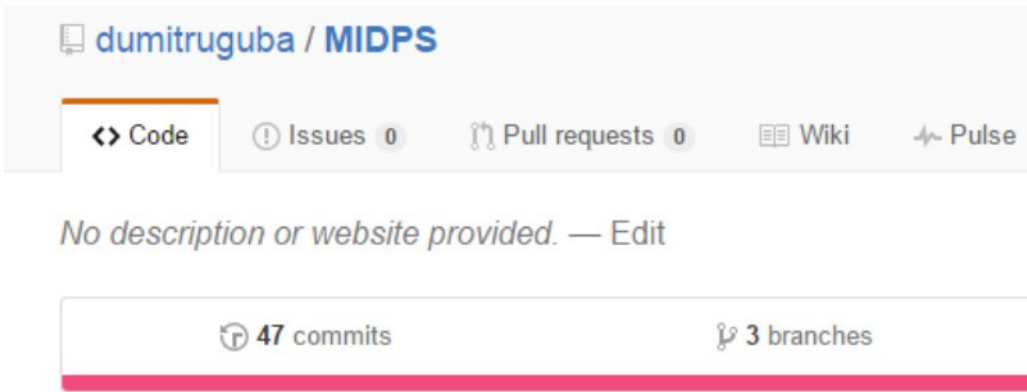 dumitruguba / MIDPS
Code Issues 0 Pull requests 0 Wiki Pulse
No description or website provided. — Edit
47 commits 3 branches